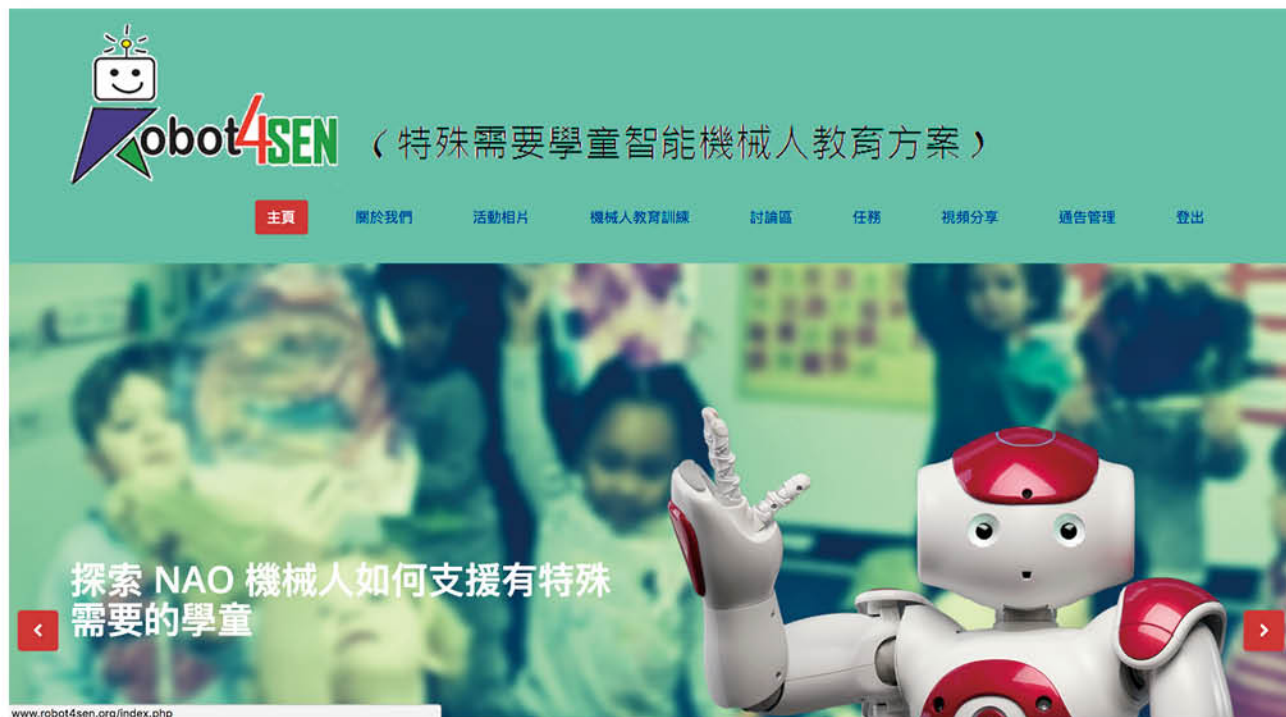 Robot4SEN （特殊需要學童智能機械人教育方案）
主頁 關於我們 活動相片 機械人教育訓練 討論區 任務 視頻分享 通告管理 登出
探索 NAO 機械人如何支援有特殊
需要的學童
www.robot4sen.org/index.php